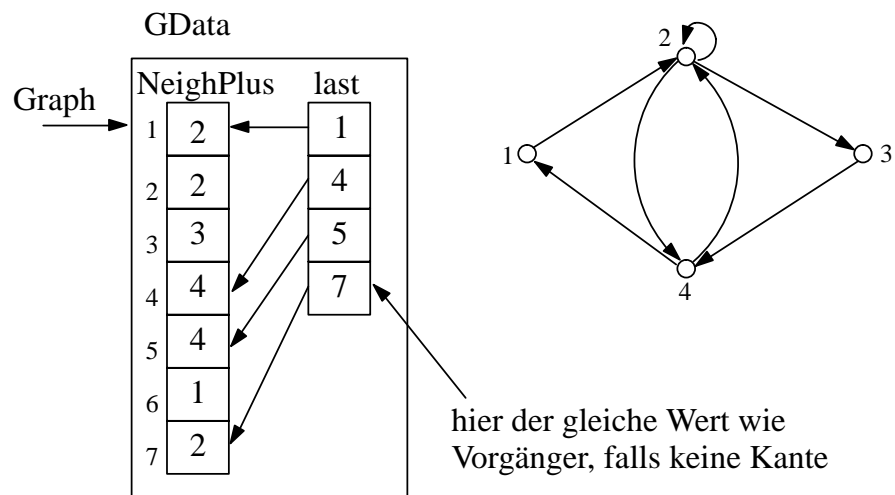 GData
NeighPlus last
Graph
1 2 1
2 2 4
3 3 5
4 4 7
5 4
6 1
7 2
2
1
3
4
hier der gleiche Wert wie
Vorgänger, falls keine Kante